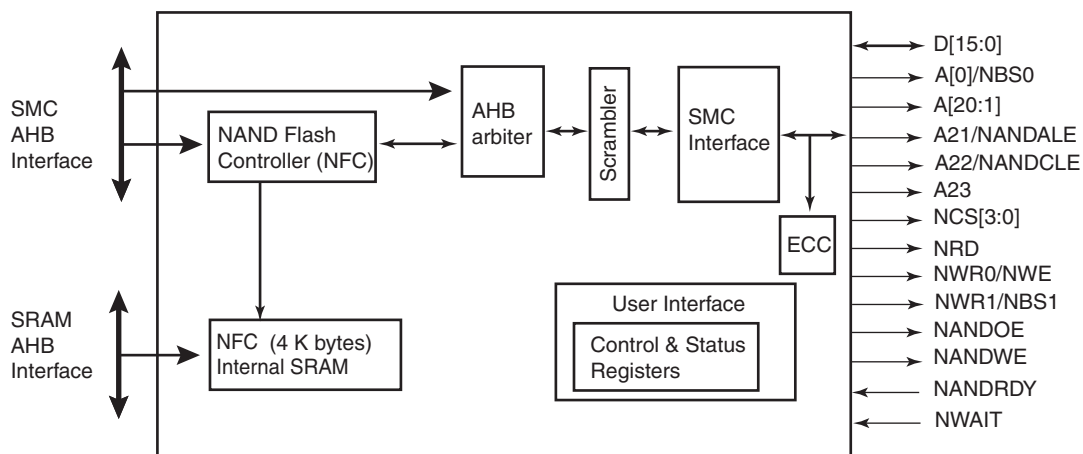 SMC
AHB
Interface
NAND Flash
Controller (NFC)
AHB
arbiter
Scrambler
SMC
Interface
ECC
SRAM
AHB
Interface
NFC (4 K bytes)
Internal SRAM
User Interface
Control & Status
Registers
D[15:0]
A[0]/NBS0
A[20:1]
A21/NANDALE
A22/NANDCLE
A23
NCS[3:0]
NRD
NWR0/NWE
NWR1/NBS1
NANDOE
NANDWE
NANDRDY
NWAIT